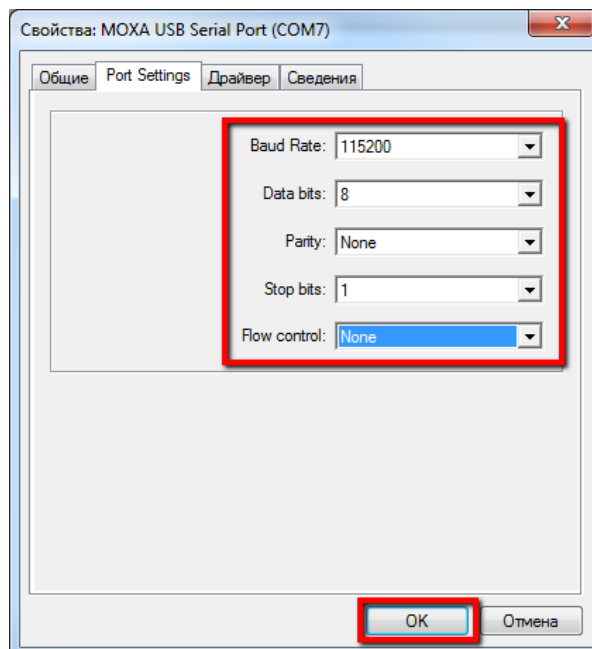 Свойства: MOXA USB Serial Port (COM7)
Общие Port Settings Драйвер Сведения
Baud Rate: 115200
Data bits: 8
Parity: None
Stop bits: 1
Flow control: None
OK Отмена